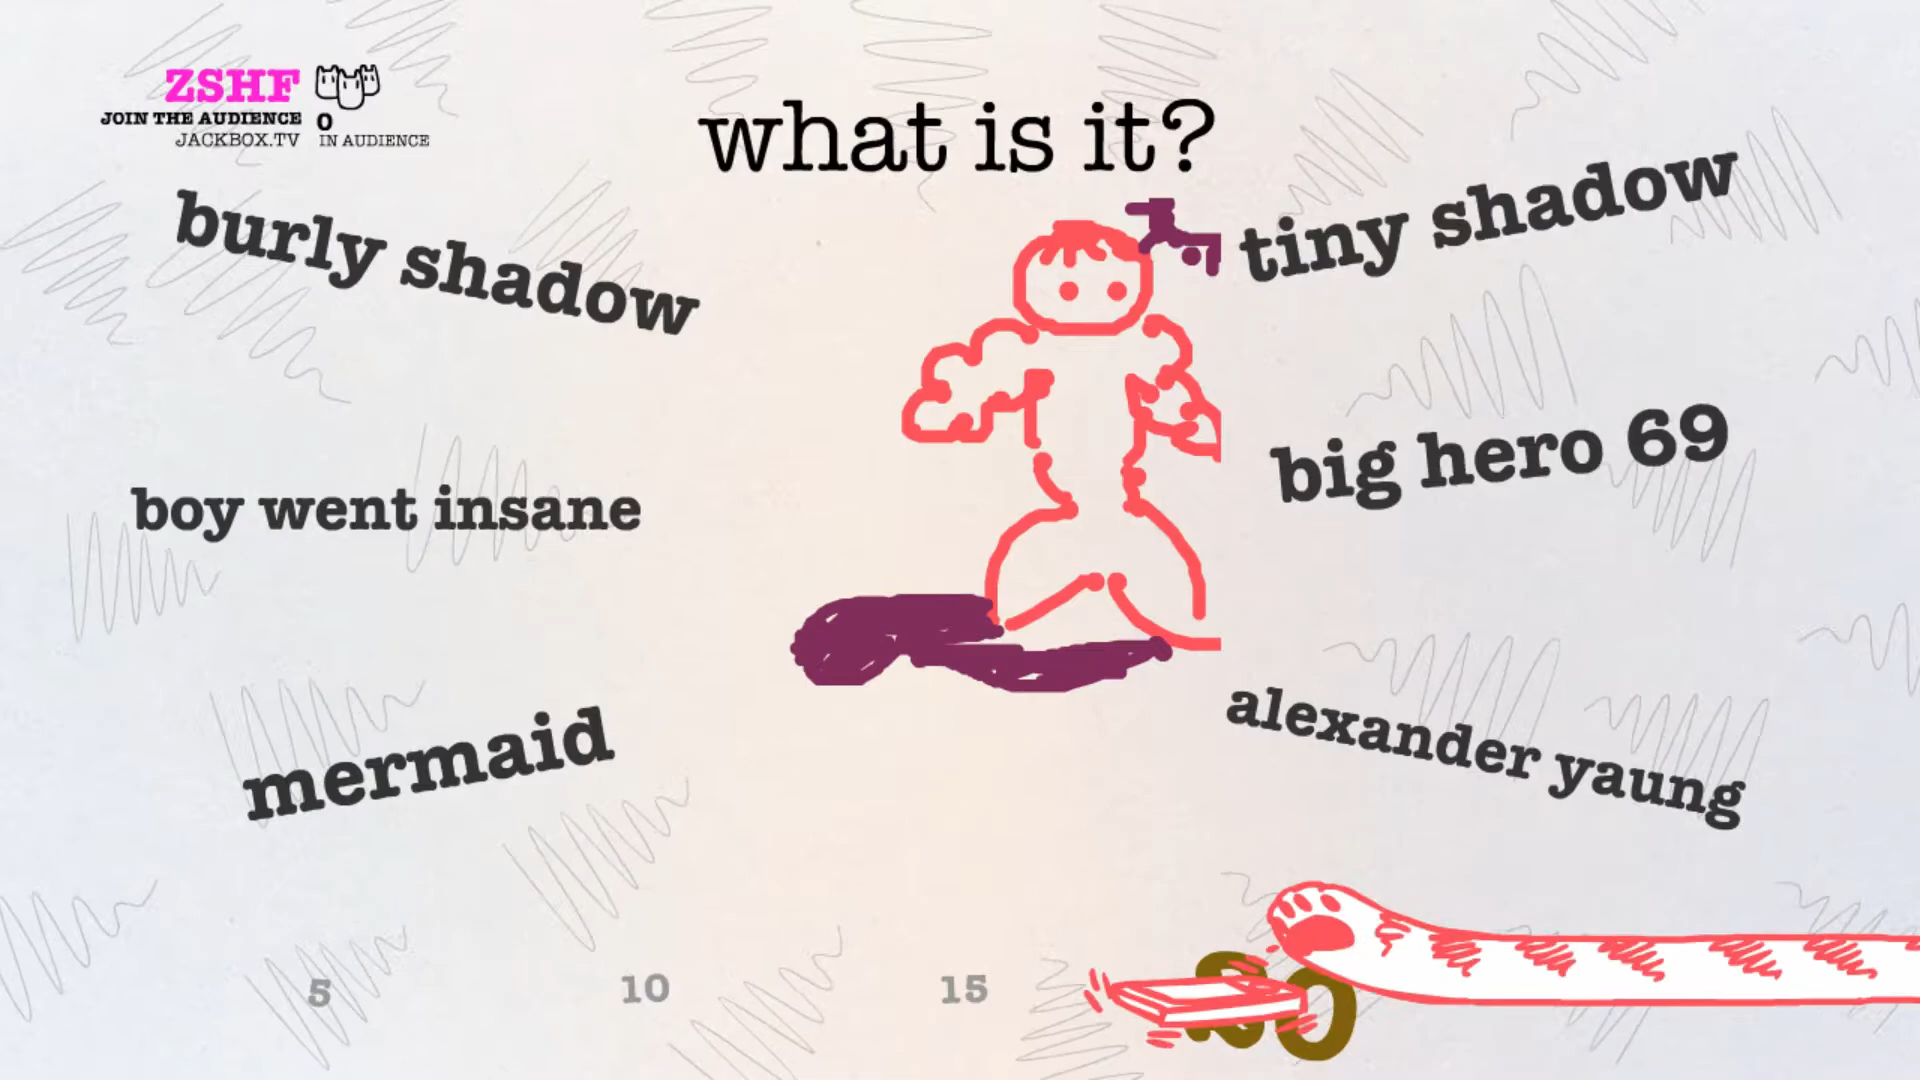 ZSHF
JOIN THE AUDIENCE
JACKBOX.TV
0
IN AUDIENCE
what is it?
burly shadow
tiny shadow
boy went insane
big hero 69
mermaid
alexander yaung
5
10
15
20